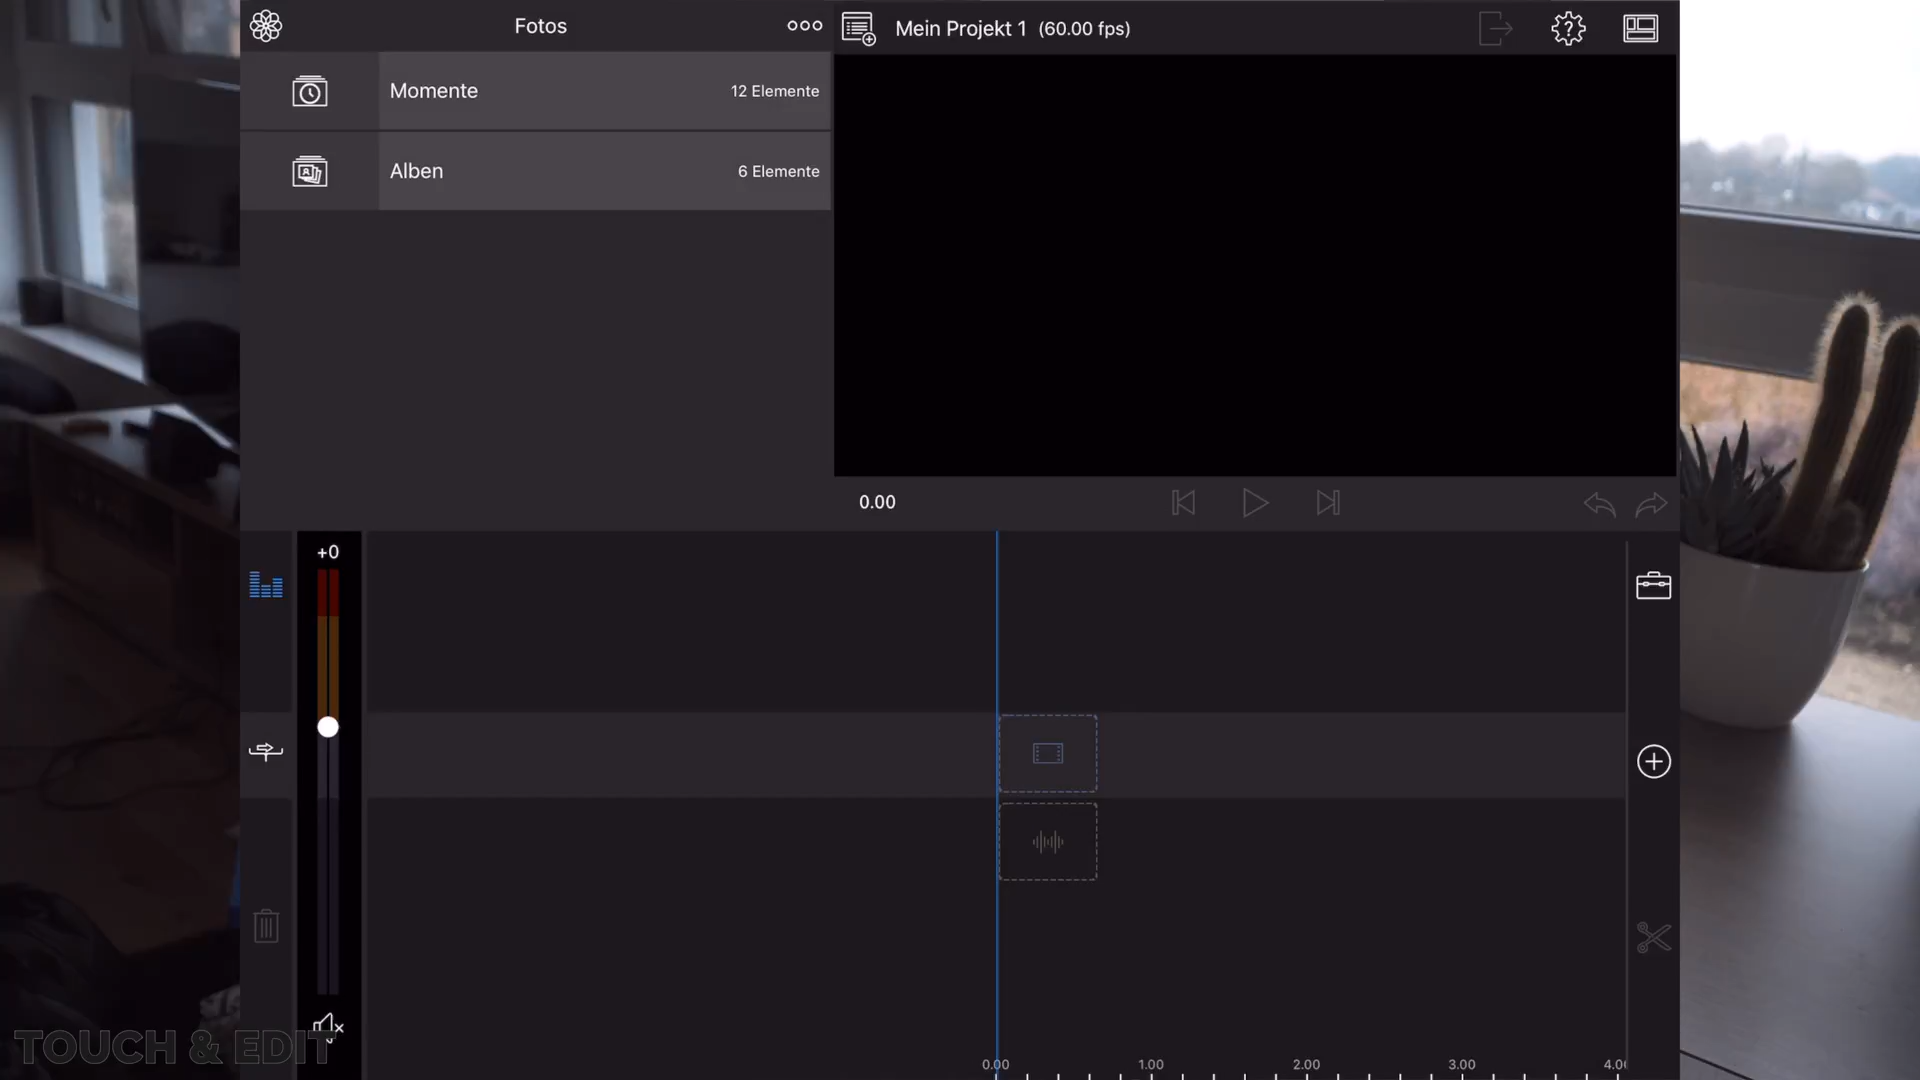 Fotos
Mein Projekt 1 (60.00 fps)
Momente
12 Elemente
Alben
6 Elemente
0.00
+0
TOUCH & EDIT
0.00 1.00 2.00 3.00